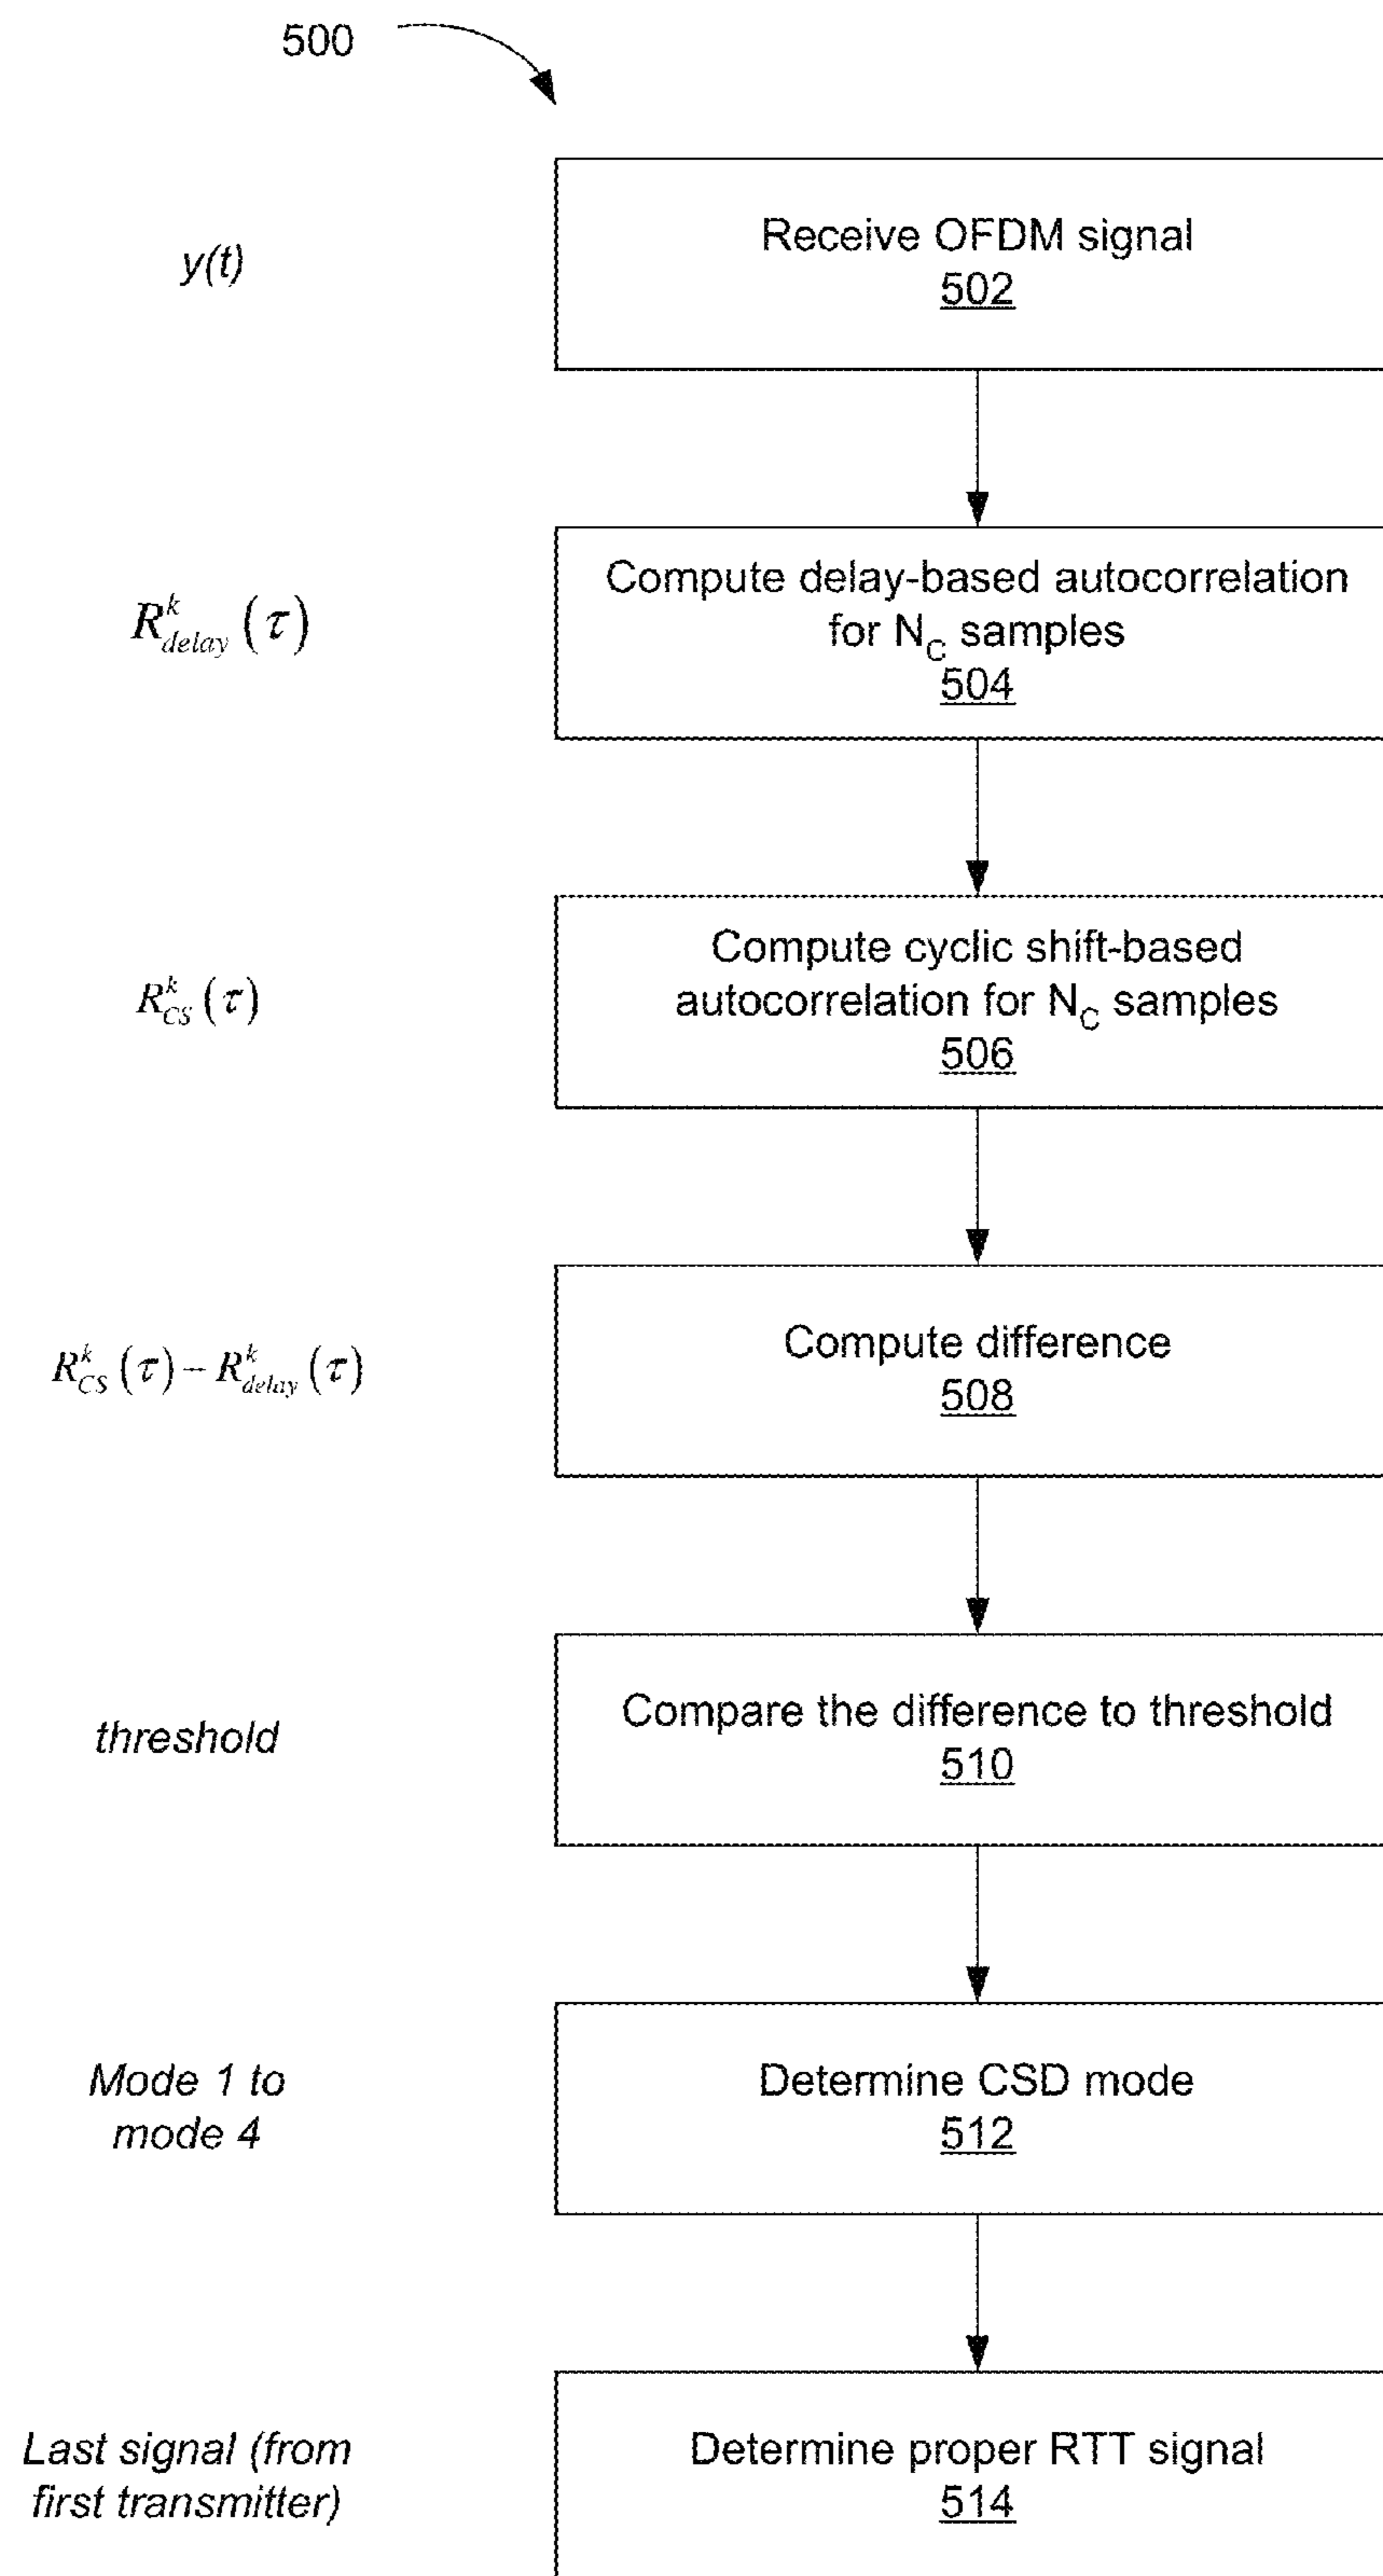 500
y(t)
Receive OFDM signal
502
R^k_delay (τ)
Compute delay-based autocorrelation
for N_C samples
504
R^k_CS (τ)
Compute cyclic shift-based
autocorrelation for N_C samples
506
R^k_CS (τ) – R^k_delay (τ)
Compute difference
508
threshold
Compare the difference to threshold
510
Mode 1 to
mode 4
Determine CSD mode
512
Last signal (from
first transmitter)
Determine proper RTT signal
514